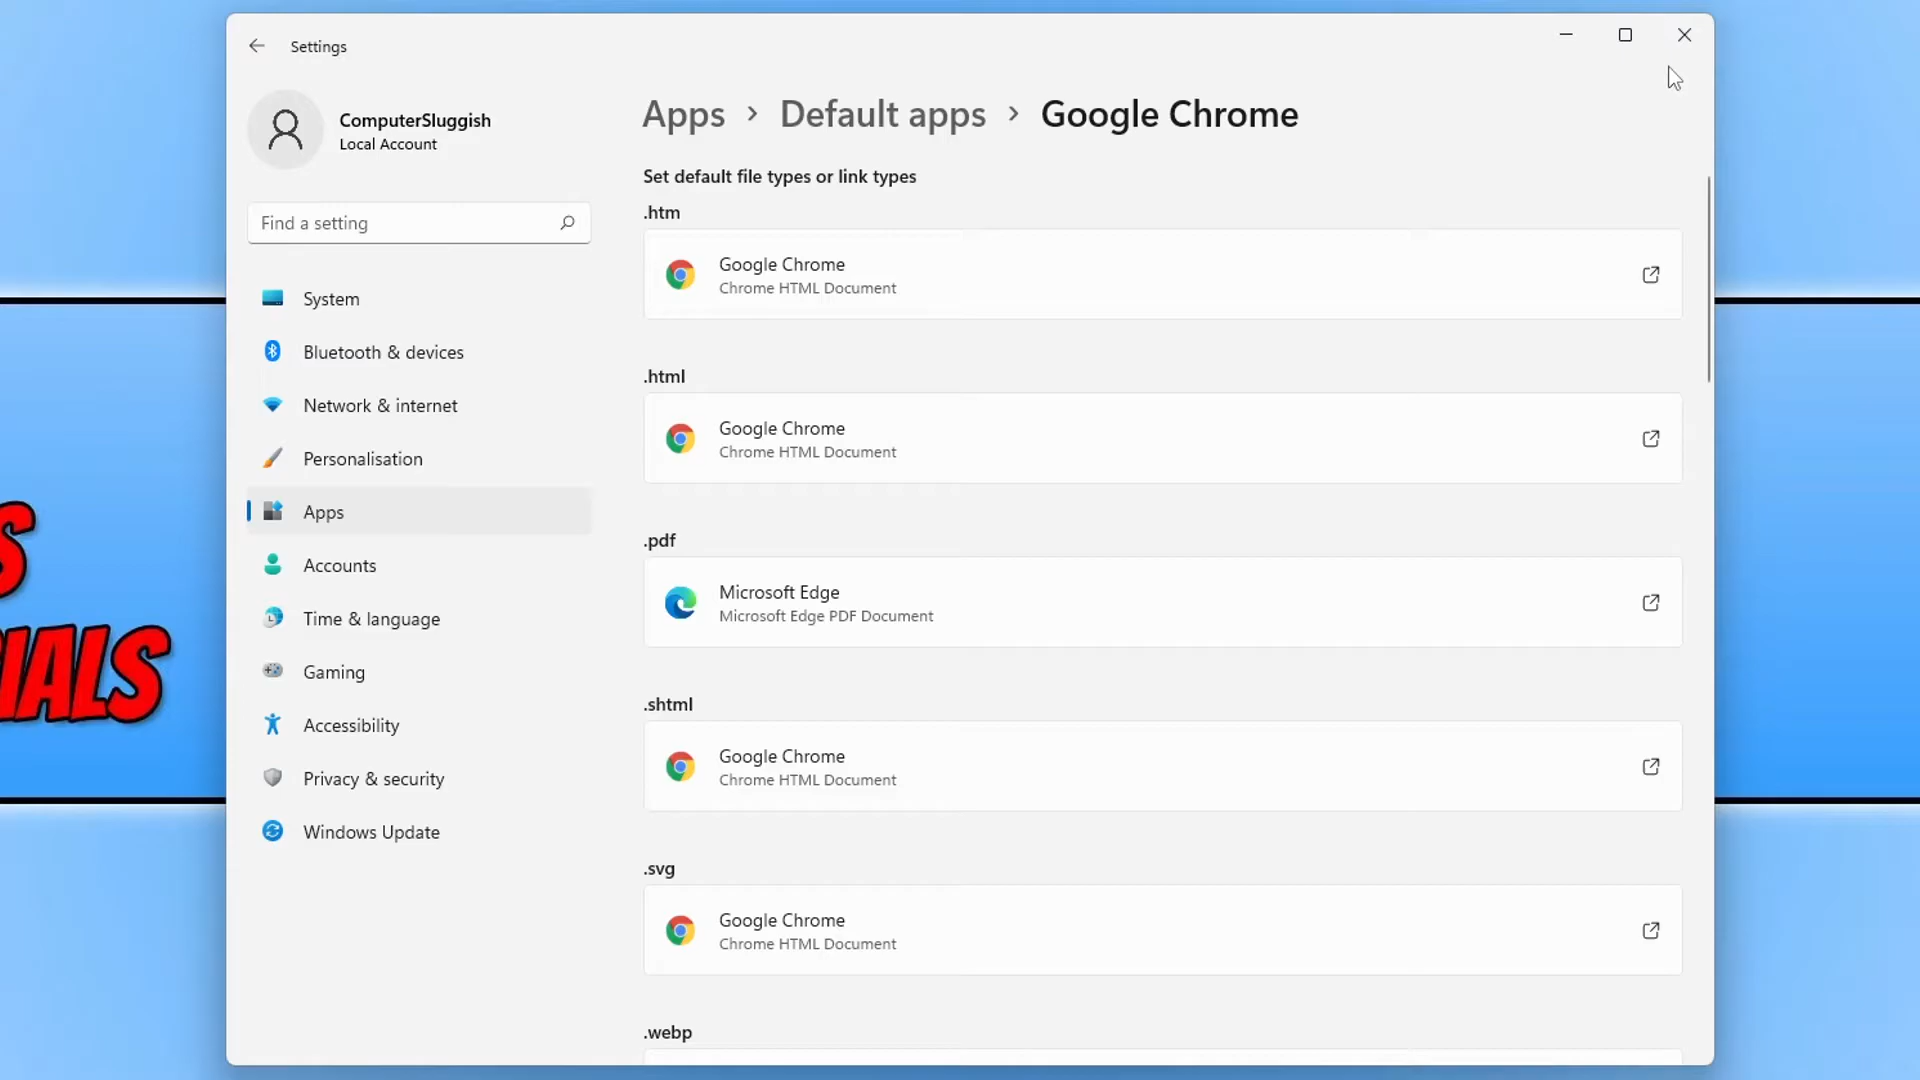 Settings
ComputerSluggish
Local Account
Find a setting
System
Bluetooth & devices
Network & internet
Personalisation
Apps
Accounts
Time & language
Gaming
Accessibility
Privacy & security
Windows Update
Apps > Default apps > Google Chrome
Set default file types or link types
.htm
Google Chrome
Chrome HTML Document
.html
Google Chrome
Chrome HTML Document
.pdf
Microsoft Edge
Microsoft Edge PDF Document
.shtml
Google Chrome
Chrome HTML Document
.svg
Google Chrome
Chrome HTML Document
.webp